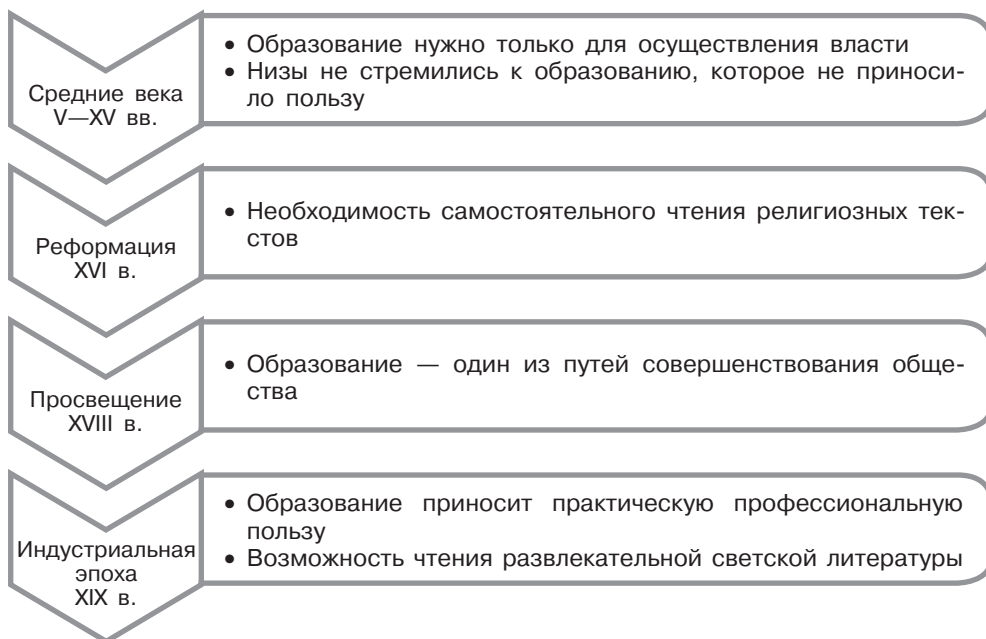 Средние века
V—XV вв.
• Образование нужно только для осуществления власти
• Низы не стремились к образованию, которое не приноси-
ло пользу
Реформация
XVI в.
• Необходимость самостоятельного чтения религиозных тек-
стов
Просвещение
XVIII в.
• Образование — один из путей совершенствования обще-
ства
Индустриальная
эпоха
XIX в.
• Образование приносит практическую профессиональную
пользу
• Возможность чтения развлекательной светской литературы